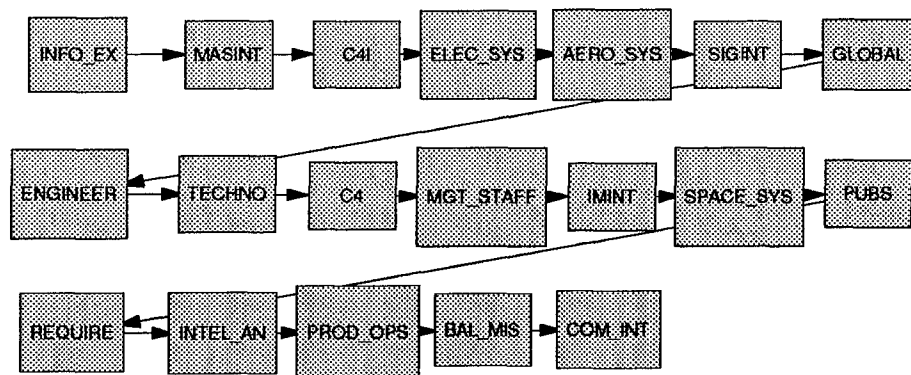 INFO_EX MASINT C4I ELEC_SYS AERO_SYS SIGINT GLOBAL
ENGINEER TECHNO C4 MGT_STAFF IMINT SPACE_SYS PUBS
REQUIRE INTEL_AN PROD_OPS BAL_MIS COM_INT